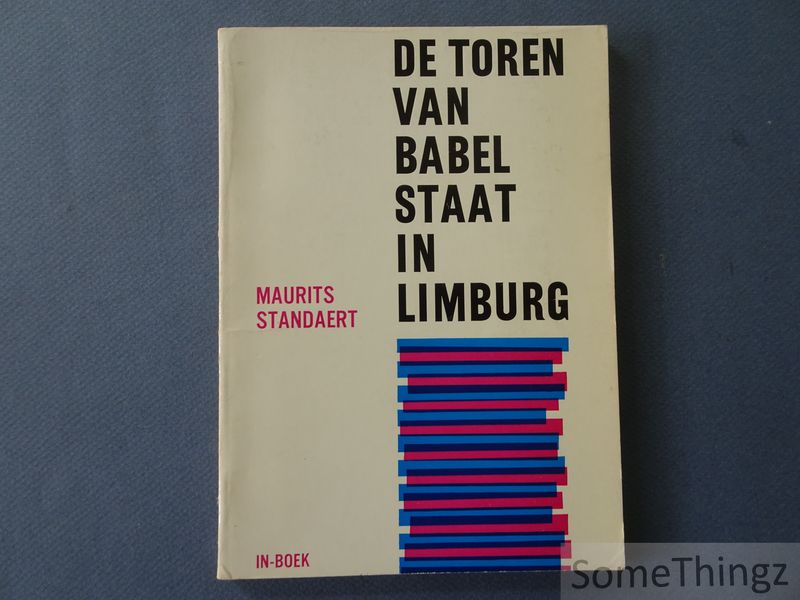 DE TOREN
VAN
BABEL
STAAT
IN
LIMBURG
MAURITS
STANDAERT
IN-BOEK
SomeThingz